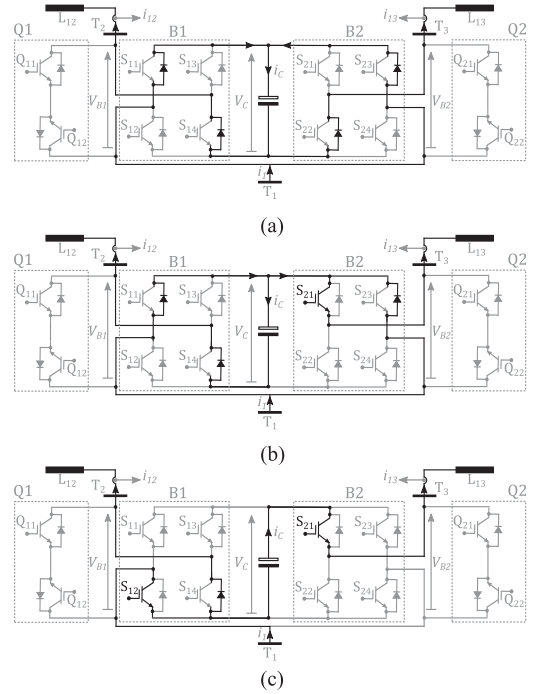 L12 i12 i13 L13
Q1 T2 B1 B2 T3 Q2
Q11 S11 S13 S21 S23 Q21
VB1 VC iC VB2
Q12 S12 S14 S22 S24 Q22
i1
T1
(a)
L12 i12 i13 L13
Q1 T2 B1 B2 T3 Q2
Q11 S11 S13 S21 S23 Q21
VB1 VC iC VB2
Q12 S12 S14 S22 S24 Q22
i1
T1
(b)
L12 i12 i13 L13
Q1 T2 B1 B2 T3 Q2
Q11 S11 S13 S21 S23 Q21
VB1 VC iC VB2
Q12 S12 S14 S22 S24 Q22
i1
T1
(c)